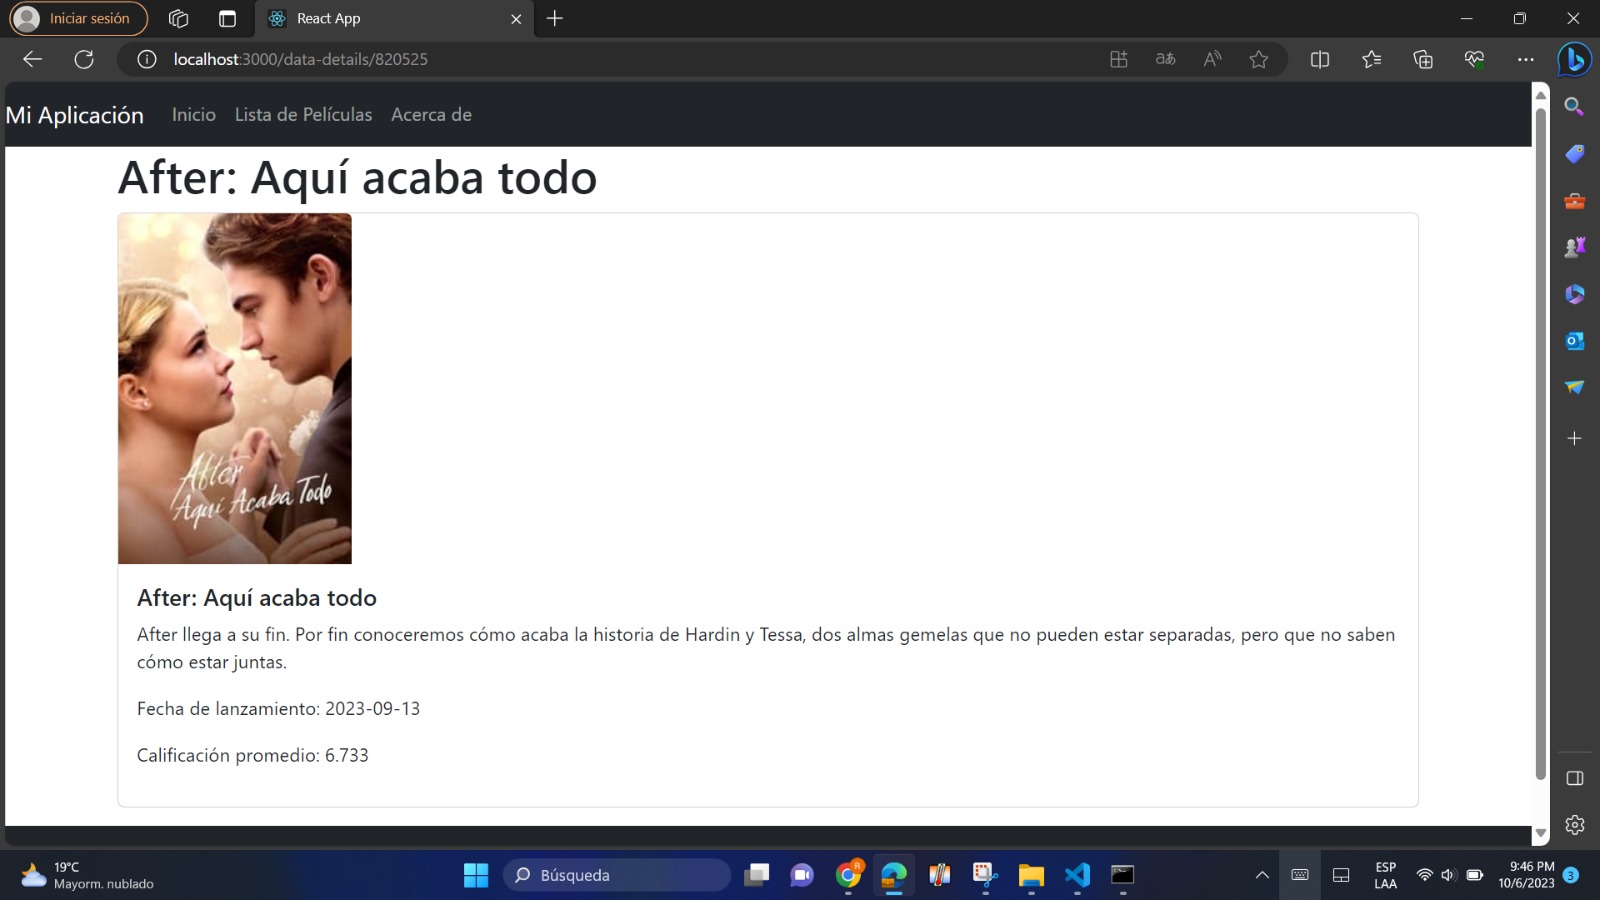 Iniciar sesión
React App
localhost:3000/data-details/820525
Mi Aplicación
Inicio
Lista de Películas
Acerca de
After: Aquí acaba todo
After
Aquí Acaba Todo
After: Aquí acaba todo
After llega a su fin. Por fin conoceremos cómo acaba la historia de Hardin y Tessa, dos almas gemelas que no pueden estar separadas, pero que no saben
cómo estar juntas.
Fecha de lanzamiento: 2023-09-13
Calificación promedio: 6.733
19°C
Mayorm. nublado
Búsqueda
ESP
LAA
9:46 PM
10/6/2023
3